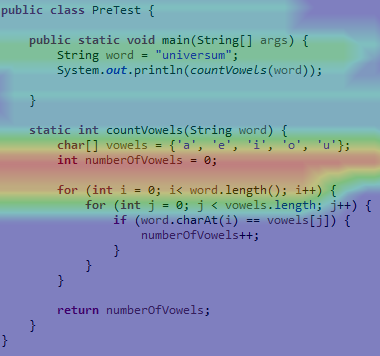 public class PreTest {
public static void main(String[] args) {
String word = "universum";
System.out.println(countVowels(word));
}
static int countVowels(String word) {
char[] vowels = {'a', 'e', 'i', 'o', 'u'};
int numberOfVowels = 0;
for (int i = 0; i< word.length(); i++) {
for (int j = 0; j < vowels.length; j++) {
if (word.charAt(i) == vowels[j]) {
numberOfVowels++;
}
}
}
return numberOfVowels;
}
}